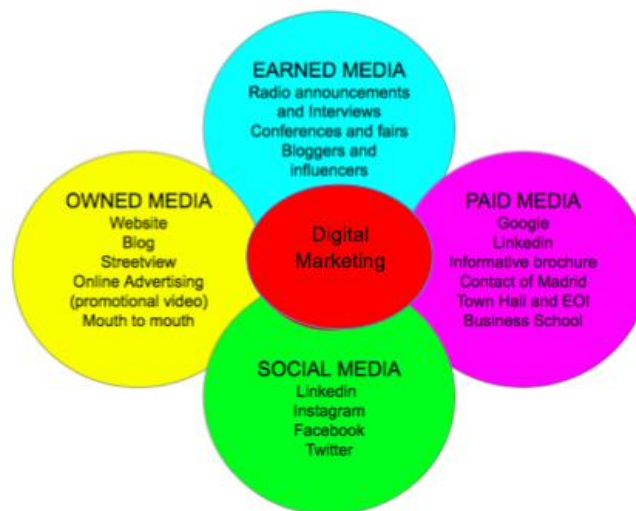 EARNED MEDIA
Radio announcements
and Interviews
Conferences and fairs
Bloggers and
influencers
OWNED MEDIA
Website
Blog
Streetview
Online Advertising
(promotional video)
Mouth to mouth
Digital
Marketing
PAID MEDIA
Google
Linkedin
Informative brochure
Contact of Madrid
Town Hall and EOI
Business School
SOCIAL MEDIA
Linkedin
Instagram
Facebook
Twitter